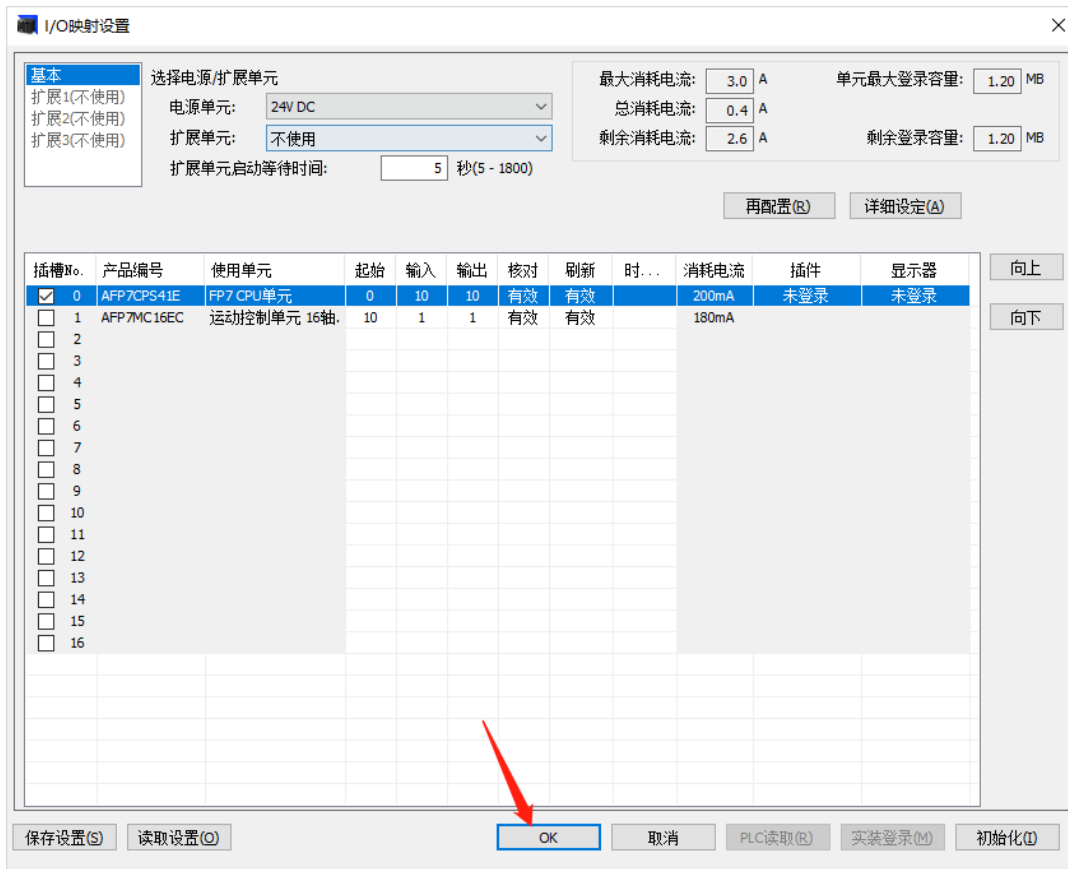 I/O映射设置
基本
扩展1(不使用)
扩展2(不使用)
扩展3(不使用)
选择电源/扩展单元
电源单元: 24V DC
扩展单元: 不使用
扩展单元启动等待时间: 5 秒(5 - 1800)
最大消耗电流: 3.0 A 单元最大登录容量: 1.20 MB
总消耗电流: 0.4 A
剩余消耗电流: 2.6 A 剩余登录容量: 1.20 MB
再配置(R) 详细设定(A)
插槽No. 产品编号 使用单元 起始 输入 输出 核对 刷新 时... 消耗电流 插件 显示器
0 AFP7CPS41E FP7 CPU单元 0 10 10 有效 有效 200mA 未登录 未登录
1 AFP7MC16EC 运动控制单元 16轴. 10 1 1 有效 有效 180mA
2
3
4
5
6
7
8
9
10
11
12
13
14
15
16
向上
向下
保存设置(S) 读取设置(O) OK 取消 PLC读取(R) 实装登录(M) 初始化(I)